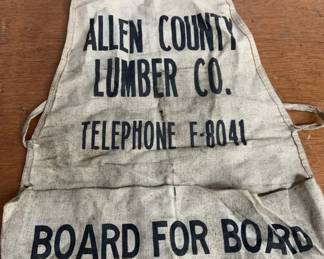 ALLEN COUNTY
LUMBER CO.
TELEPHONE E-8041
BOARD FOR BOARD